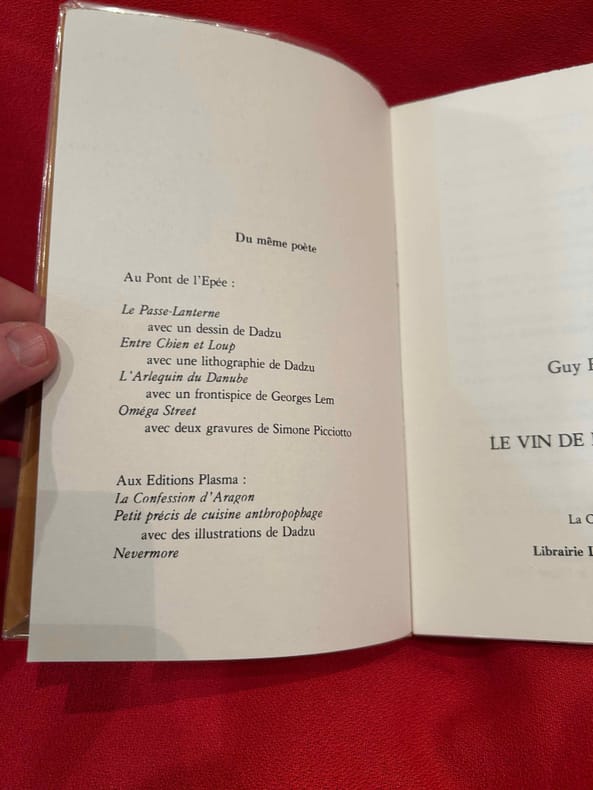 Du même poète
Au Pont de l'Epée :
Le Passe-Lanterne
avec un dessin de Dadzu
Entre Chien et Loup
avec une lithographie de Dadzu
L'Arlequin du Danube
avec un frontispice de Georges Lem
Oméga Street
avec deux gravures de Simone Picciotto
Aux Editions Plasma :
La Confession d'Aragon
Petit précis de cuisine anthropophage
avec des illustrations de Dadzu
Nevermore
Guy
LE VIN DE
La
Librairie